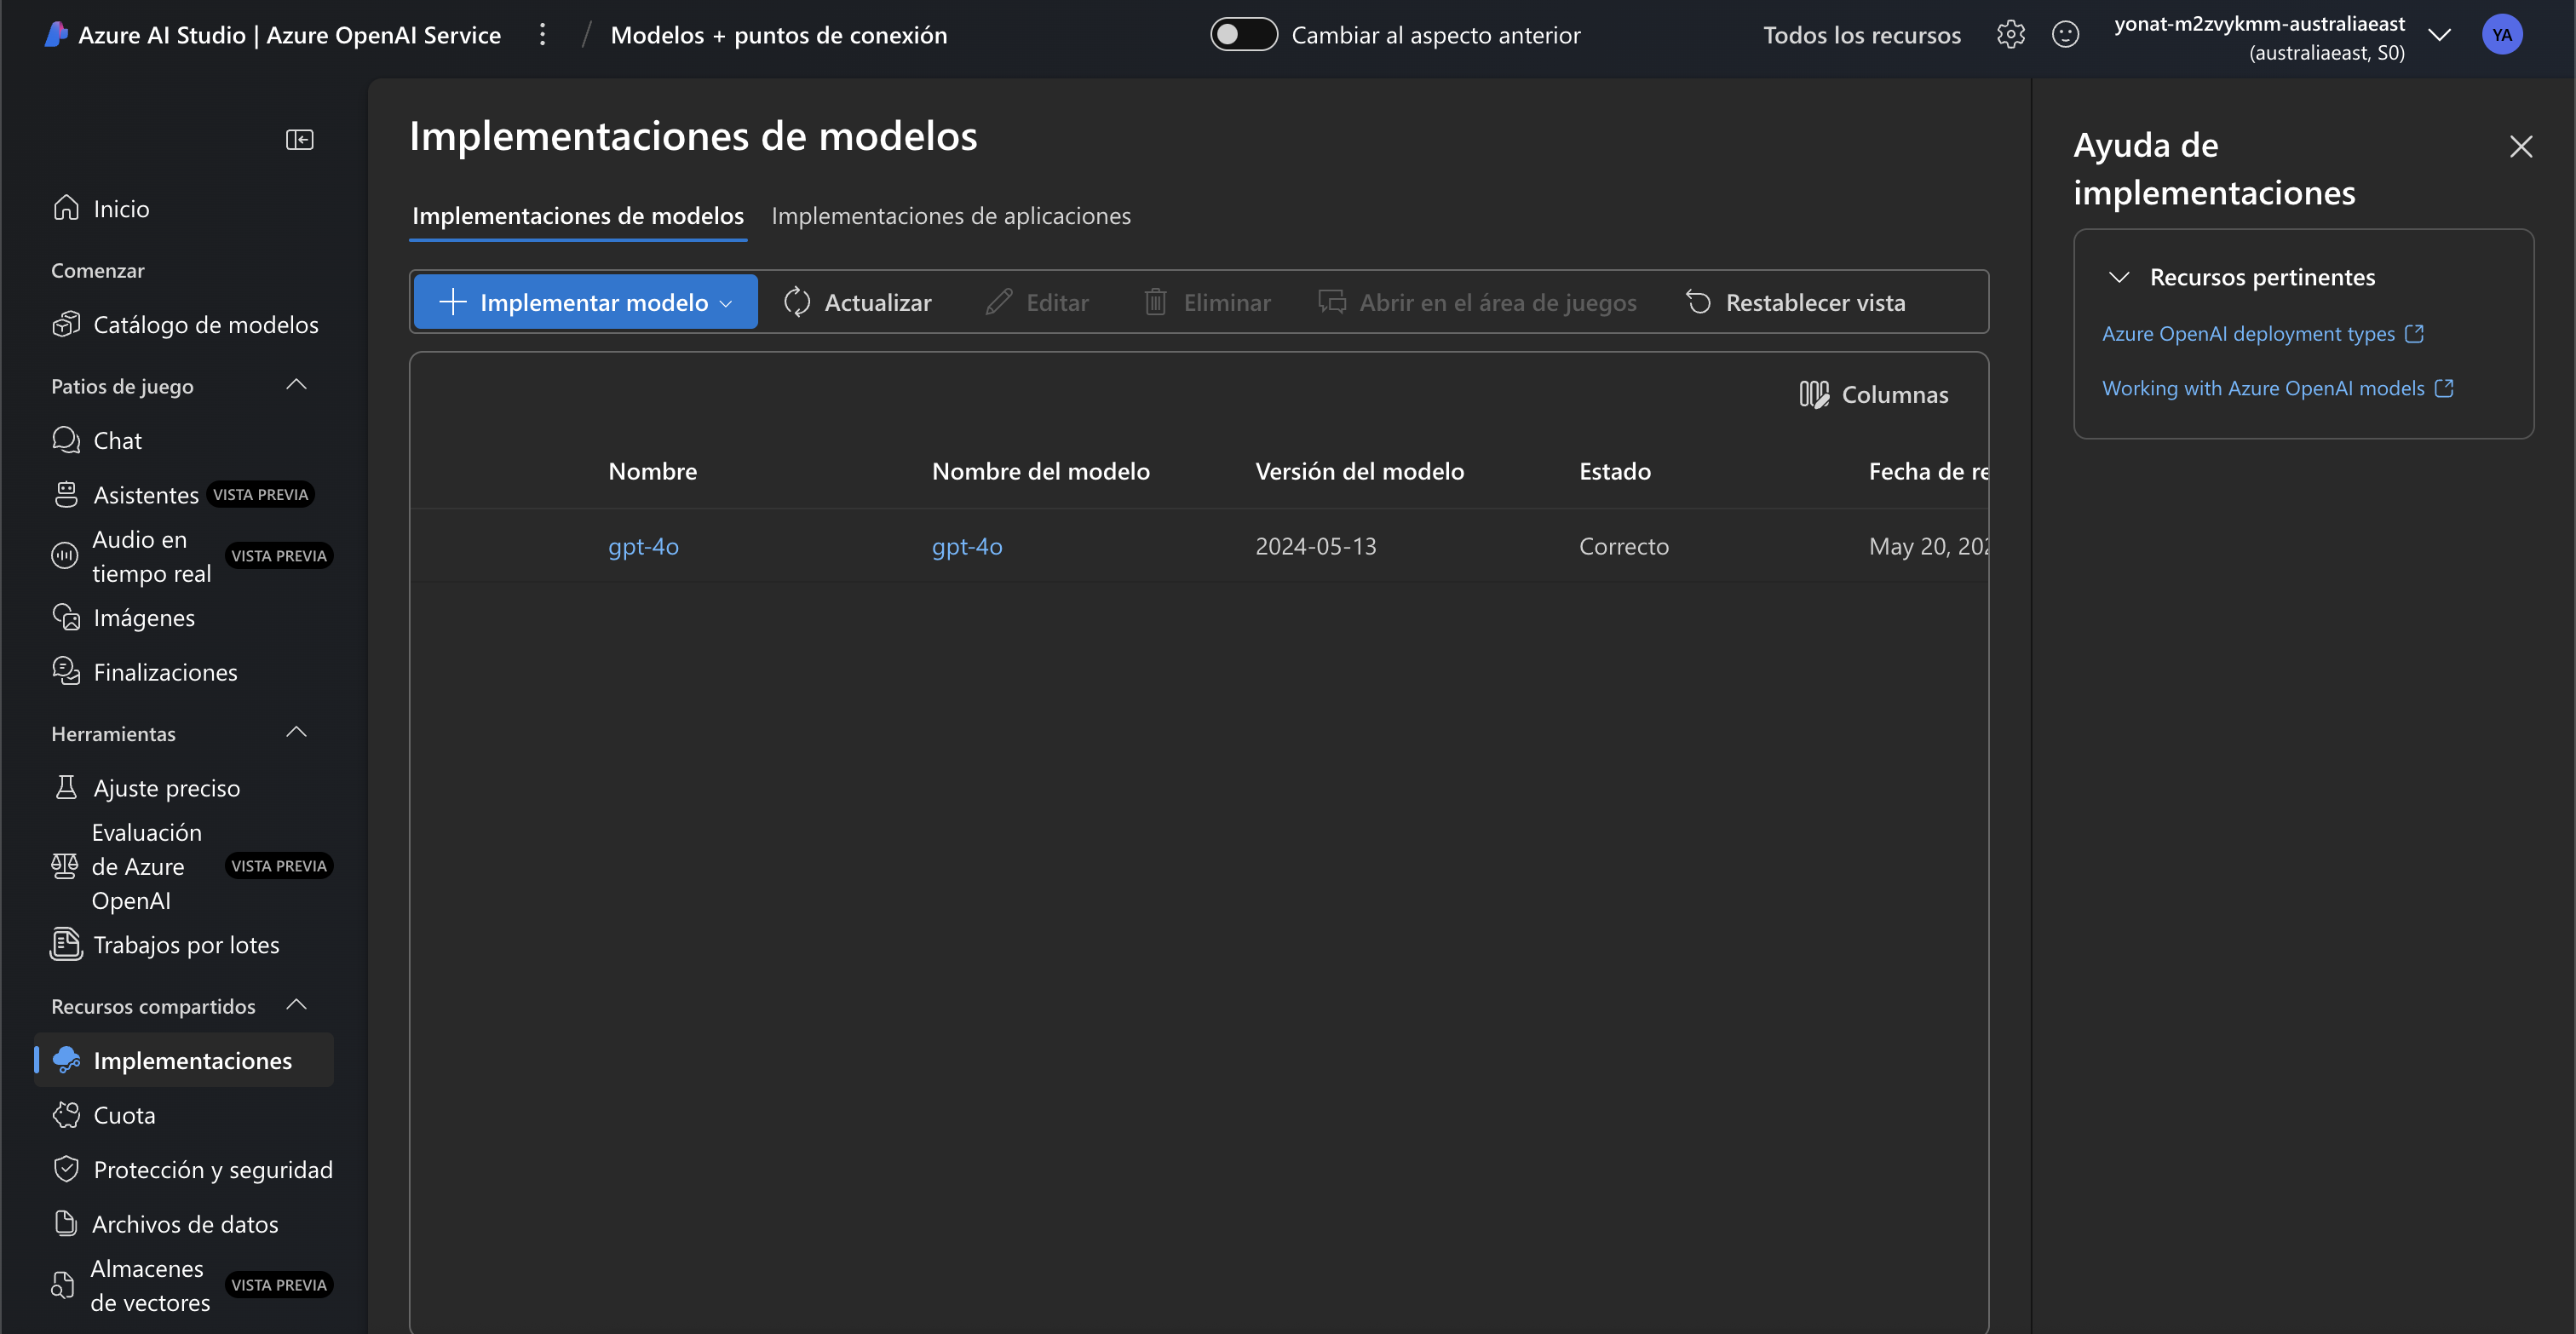 Azure AI Studio | Azure OpenAI Service
/ Modelos + puntos de conexión
Cambiar al aspecto anterior
Todos los recursos
yonat-m2zvykmm-australiaeast
(australiaeast, S0)
YA
Inicio
Comenzar
Catálogo de modelos
Patios de juego
Chat
Asistentes VISTA PREVIA
Audio en
tiempo real
VISTA PREVIA
Imágenes
Finalizaciones
Herramientas
Ajuste preciso
Evaluación
de Azure
OpenAI
VISTA PREVIA
Trabajos por lotes
Recursos compartidos
Implementaciones
Cuota
Protección y seguridad
Archivos de datos
Almacenes
de vectores
VISTA PREVIA
Implementaciones de modelos
Implementaciones de modelos Implementaciones de aplicaciones
Implementar modelo Actualizar Editar Eliminar Abrir en el área de juegos Restablecer vista
Columnas
Nombre Nombre del modelo Versión del modelo Estado Fecha de re
gpt-4o gpt-4o 2024-05-13 Correcto May 20, 202
Ayuda de
implementaciones
Recursos pertinentes
Azure OpenAI deployment types
Working with Azure OpenAI models